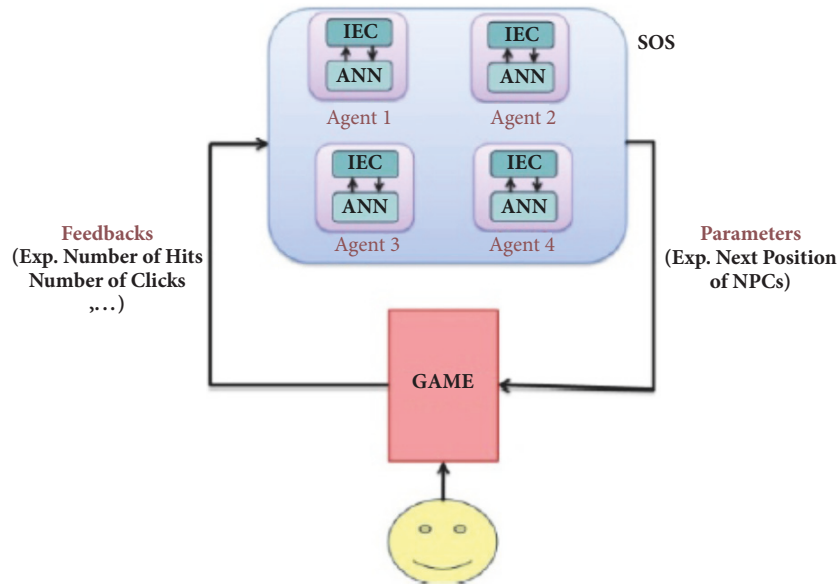 SOS
IEC
ANN
Agent 1
IEC
ANN
Agent 2
IEC
ANN
Agent 3
IEC
ANN
Agent 4
Feedbacks
(Exp. Number of Hits
Number of Clicks
,...)
Parameters
(Exp. Next Position
of NPCs)
GAME